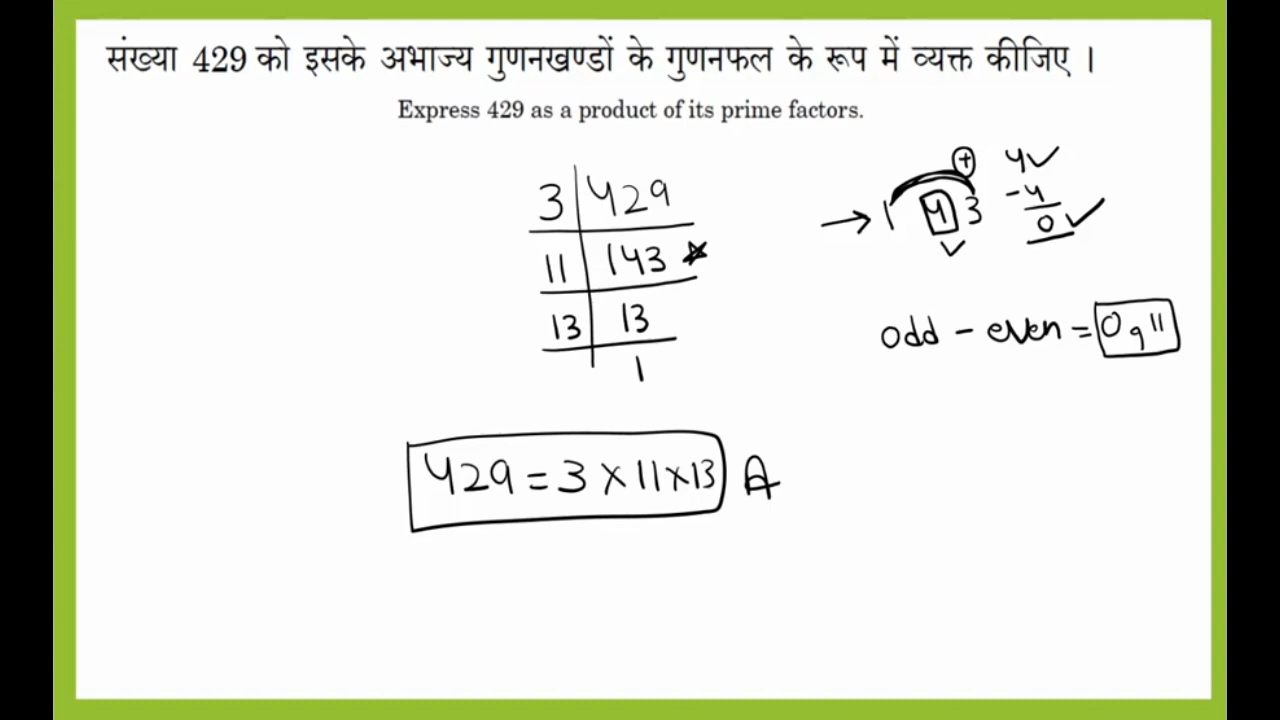 संख्या 429 को इसके अभाज्य गुणनखण्डों के गुणनफल के रूप में व्यक्त कीजिए ।
Express 429 as a product of its prime factors.
3 | 429
11 | 143
13 | 13
1
→ 1 4 3
+
4✓
-4
0 ✓
odd - even = 0, 11
429 = 3 × 11 × 13